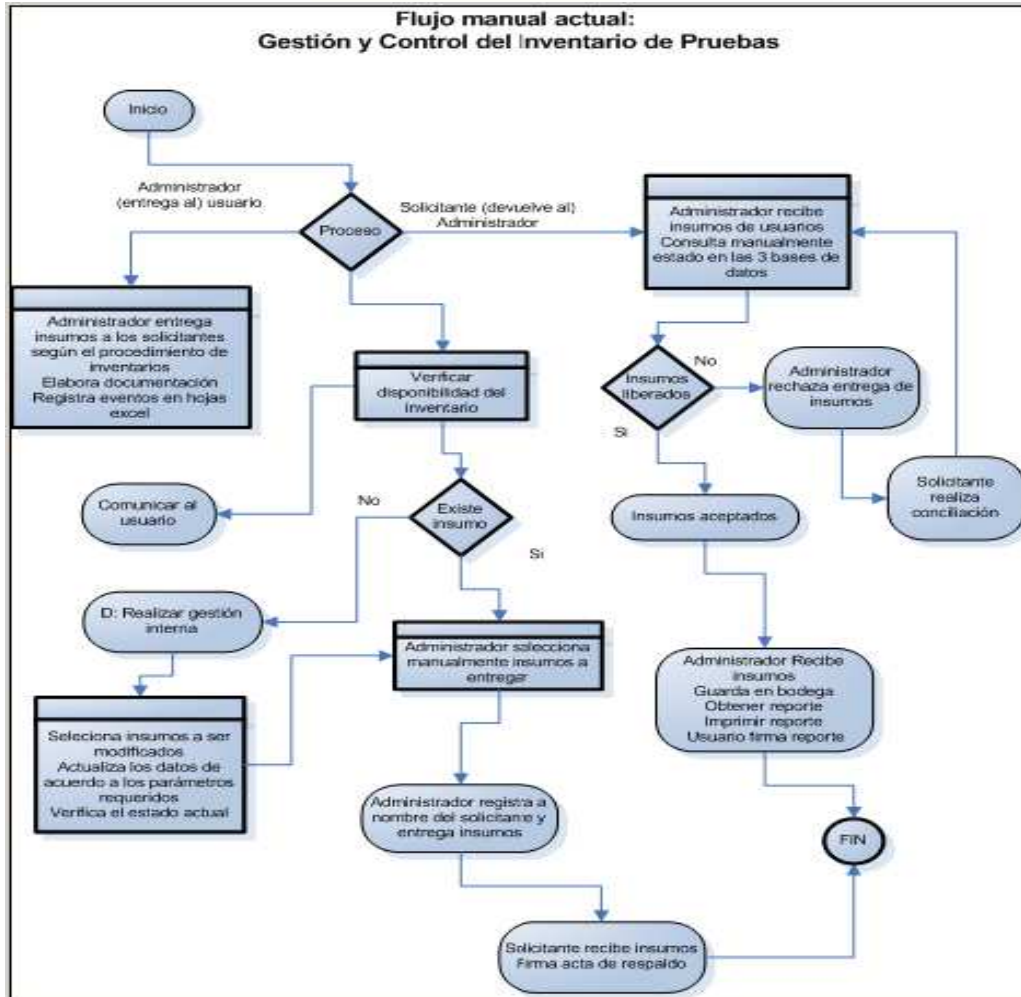 Flujo manual actual:
Gestión y Control del Inventario de Pruebas
Inicio
Administrador
(entrega al) usuario
Proceso
Solicitante (devuelve al)
Administrador
Administrador recibe
insumos de usuarios
Consulta manualmente
estado en las 3 bases de
datos
Administrador entrega
insumos a los solicitantes
según el procedimiento de
inventarios
Elabora documentación
Registra eventos en hojas
excel
Verificar
disponibilidad del
inventario
Insumos
liberados
No
Si
Administrador
rechaza entrega de
insumos
Solicitante
realiza
conciliación
Comunicar al
usuario
No
Existe
insumo
Si
Insumos aceptados
D: Realizar gestión
interna
Administrador selecciona
manualmente insumos a
entregar
Administrador Recibe
insumos
Guarda en bodega
Obtener reporte
Imprimir reporte
Usuario firma reporte
Seleciona insumos a ser
modificados
Actualiza los datos de
acuerdo a los parámetros
requeridos
Verifica el estado actual
Administrador registra a
nombre del solicitante y
entrega insumos
FIN
Solicitante recibe insumos
Firma acta de respaldo